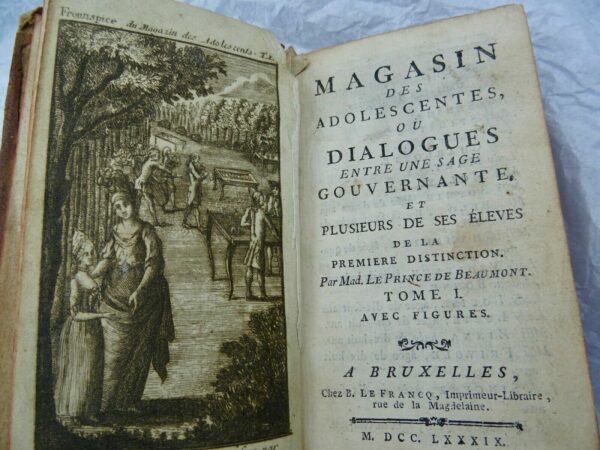 Frontispice du Magazin des Adolescents. T. I.
MAGASIN
DES
ADOLESCENTES,
OU
DIALOGUES
ENTRE UNE SAGE
GOUVERNANTE,
ET
PLUSIEURS DE SES ÉLEVES
DE LA
PREMIERE DISTINCTION.
Par Mad. LE PRINCE DE BEAUMONT.
TOME I.
AVEC FIGURES.
A BRUXELLES,
Chez B. LE FRANCQ, Imprimeur-Libraire,
rue de la Magdelaine.
M. DCC. LXXXIX.